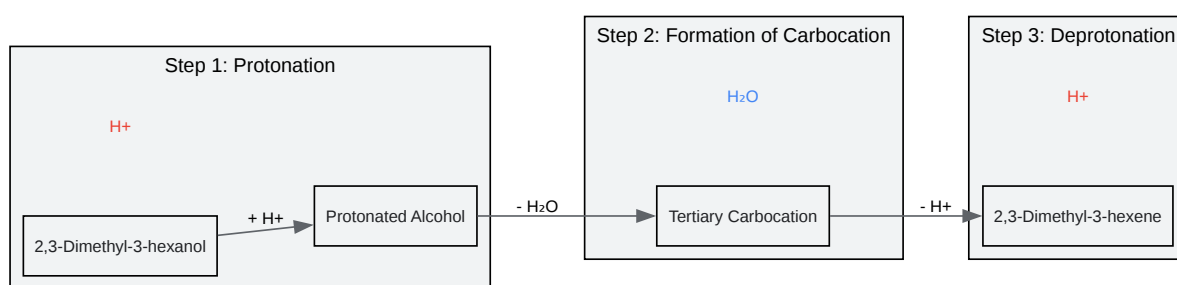 Step 1: Protonation
H+
2,3-Dimethyl-3-hexanol
+ H+
Protonated Alcohol
- H₂O
Step 2: Formation of Carbocation
H₂O
Tertiary Carbocation
- H+
Step 3: Deprotonation
H+
2,3-Dimethyl-3-hexene